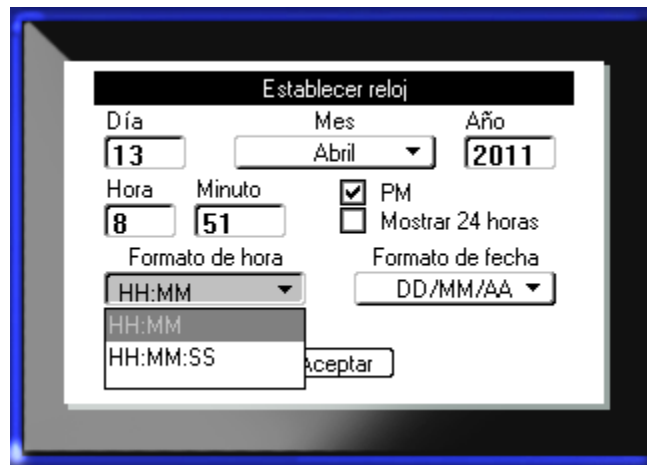 Establecer reloj
Día Mes Año
13 Abril 2011
Hora Minuto PM
8 51 Mostrar 24 horas
Formato de hora Formato de fecha
HH:MM DD/MM/AA
HH:MM
HH:MM:SS
Aceptar